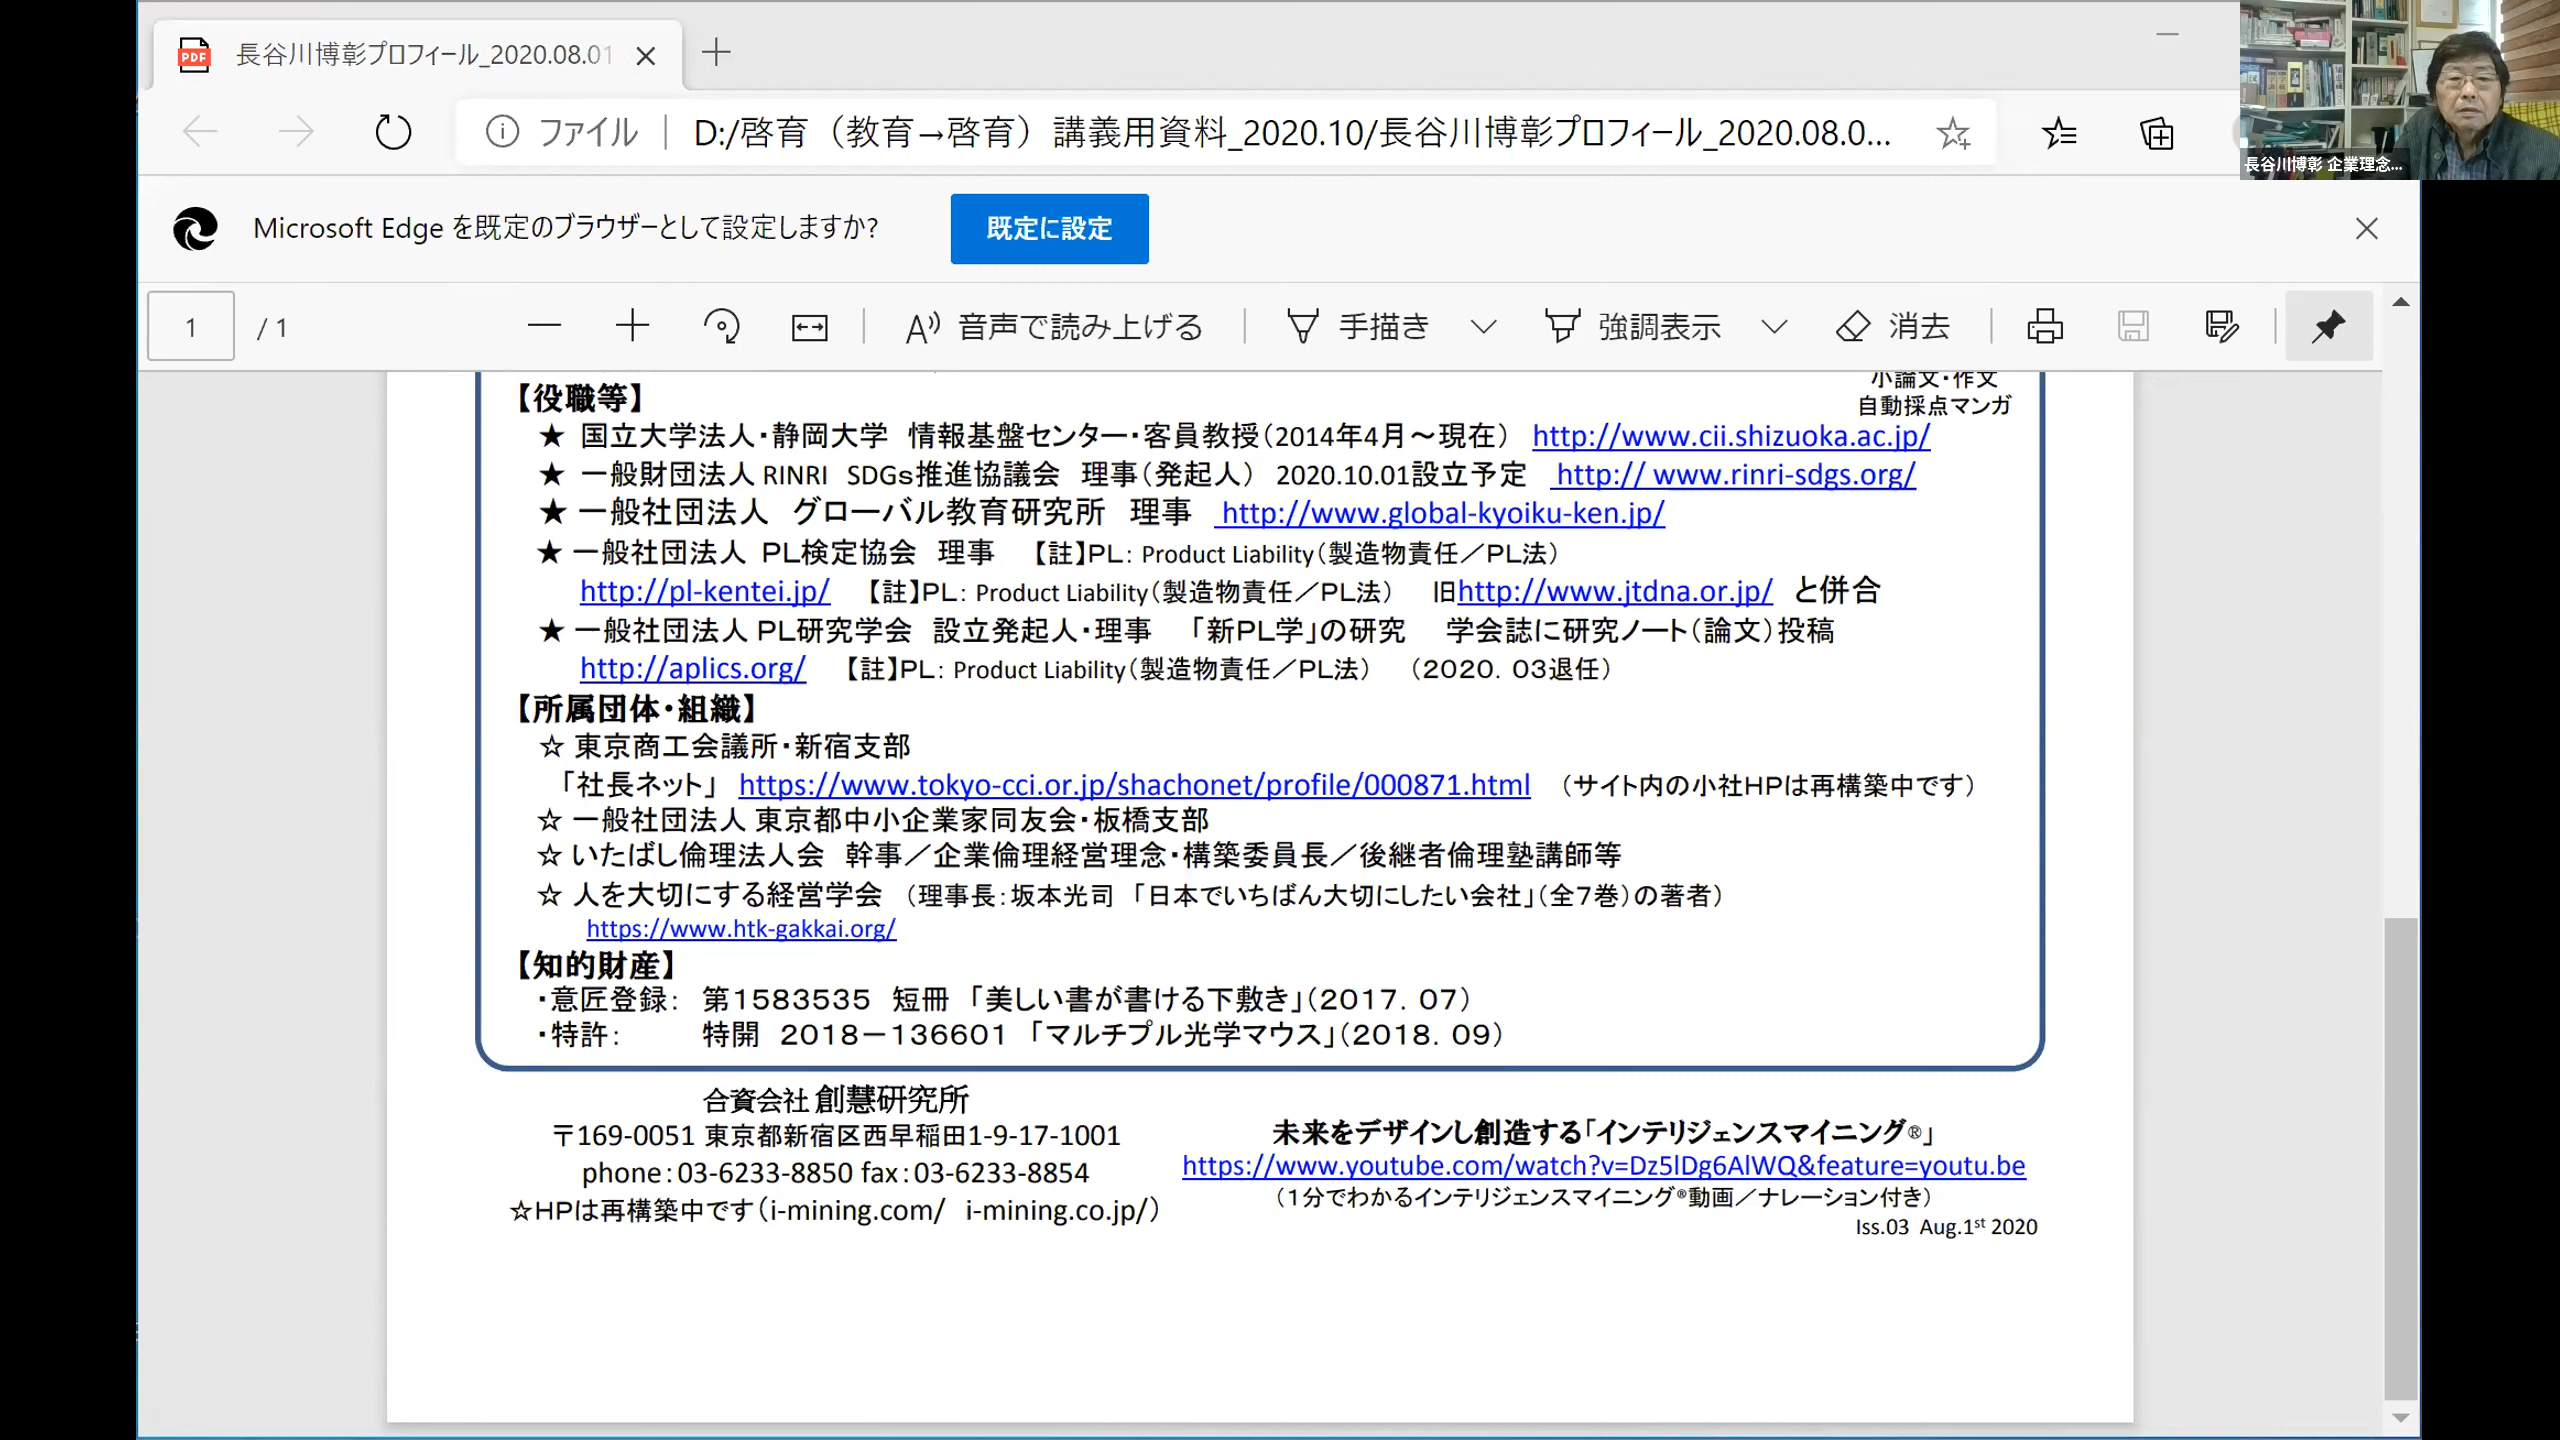 長谷川博彰プロフィール_2020.08.01
ファイル D:/啓育（教育→啓育）講義用資料_2020.10/長谷川博彰プロフィール_2020.08.0...
長谷川博彰 企業理念...
Microsoft Edge を既定のブラウザーとして設定しますか? 既定に設定
1 / 1 音声で読み上げる 手描き 強調表示 消去
小論文・作文
【役職等】
自動採点マンガ
★ 国立大学法人・静岡大学 情報基盤センター・客員教授（2014年4月～現在） http://www.cii.shizuoka.ac.jp/
★ 一般財団法人 RINRI SDGs推進協議会 理事（発起人） 2020.10.01設立予定 http:// www.rinri-sdgs.org/
★ 一般社団法人 グローバル教育研究所 理事 http://www.global-kyoiku-ken.jp/
★ 一般社団法人 ＰＬ検定協会 理事 【註】ＰＬ：Product Liability（製造物責任／ＰＬ法）
http://pl-kentei.jp/ 【註】ＰＬ：Product Liability（製造物責任／ＰＬ法） 旧http://www.jtdna.or.jp/ と併合
★ 一般社団法人 ＰＬ研究学会 設立発起人・理事 「新ＰＬ学」の研究 学会誌に研究ノート（論文）投稿
http://aplics.org/ 【註】ＰＬ：Product Liability（製造物責任／ＰＬ法） （２０２０．０３退任）
【所属団体・組織】
☆ 東京商工会議所・新宿支部
「社長ネット」 https://www.tokyo-cci.or.jp/shachonet/profile/000871.html （サイト内の小社ＨＰは再構築中です）
☆ 一般社団法人 東京都中小企業家同友会・板橋支部
☆ いたばし倫理法人会 幹事／企業倫理経営理念・構築委員長／後継者倫理塾講師等
☆ 人を大切にする経営学会 （理事長：坂本光司 「日本でいちばん大切にしたい会社」（全７巻）の著者）
https://www.htk-gakkai.org/
【知的財産】
・意匠登録： 第１５８３５３５ 短冊 「美しい書が書ける下敷き」（２０１７．０７）
・特許： 特開 ２０１８－１３６６０１ 「マルチプル光学マウス」（２０１８．０９）
合資会社 創慧研究所
〒169-0051 東京都新宿区西早稲田1-9-17-1001
phone：03-6233-8850 fax：03-6233-8854
☆ＨＰは再構築中です（i-mining.com/ i-mining.co.jp/）
未来をデザインし創造する「インテリジェンスマイニング®」
https://www.youtube.com/watch?v=Dz5lDg6AlWQ&feature=youtu.be
（１分でわかるインテリジェンスマイニング®動画／ナレーション付き）
Iss.03 Aug.1st 2020